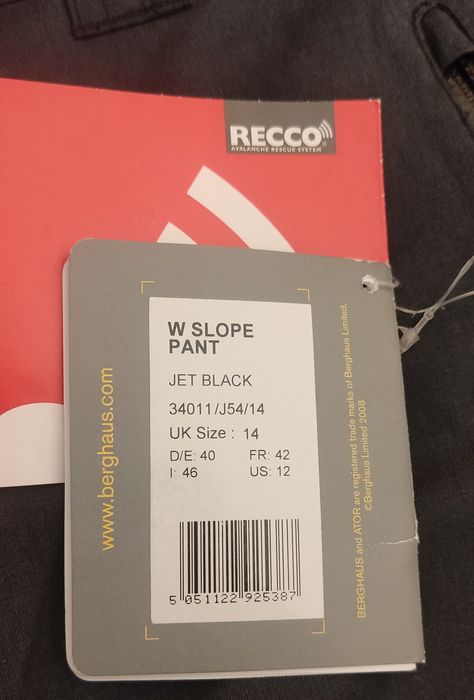 RECCO
AVALANCHE RESCUE SYSTEM
W SLOPE
PANT
JET BLACK
34011/J54/14
UK Size : 14
D/E: 40 FR: 42
I: 46 US: 12
5 051122 925387
www.berghaus.com
BERGHAUS and ATOR are registered trade marks of Berghaus Limited.
©Berghaus Limited 2008